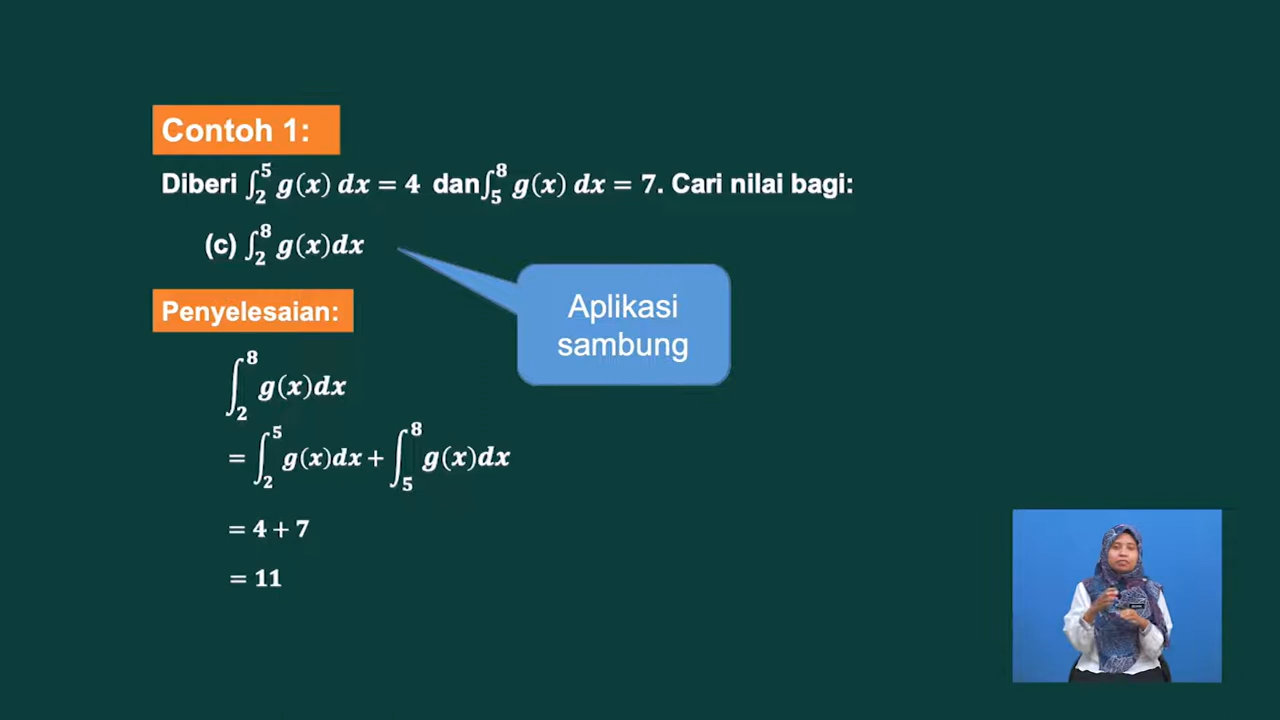 Contoh 1:
Diberi ∫₂⁵ g(x) dx = 4 dan ∫₅⁸ g(x) dx = 7. Cari nilai bagi:
(c) ∫₂⁸ g(x)dx
Aplikasi
sambung
Penyelesaian:
∫₂⁸ g(x)dx
= ∫₂⁵ g(x)dx + ∫₅⁸ g(x)dx
= 4 + 7
= 11